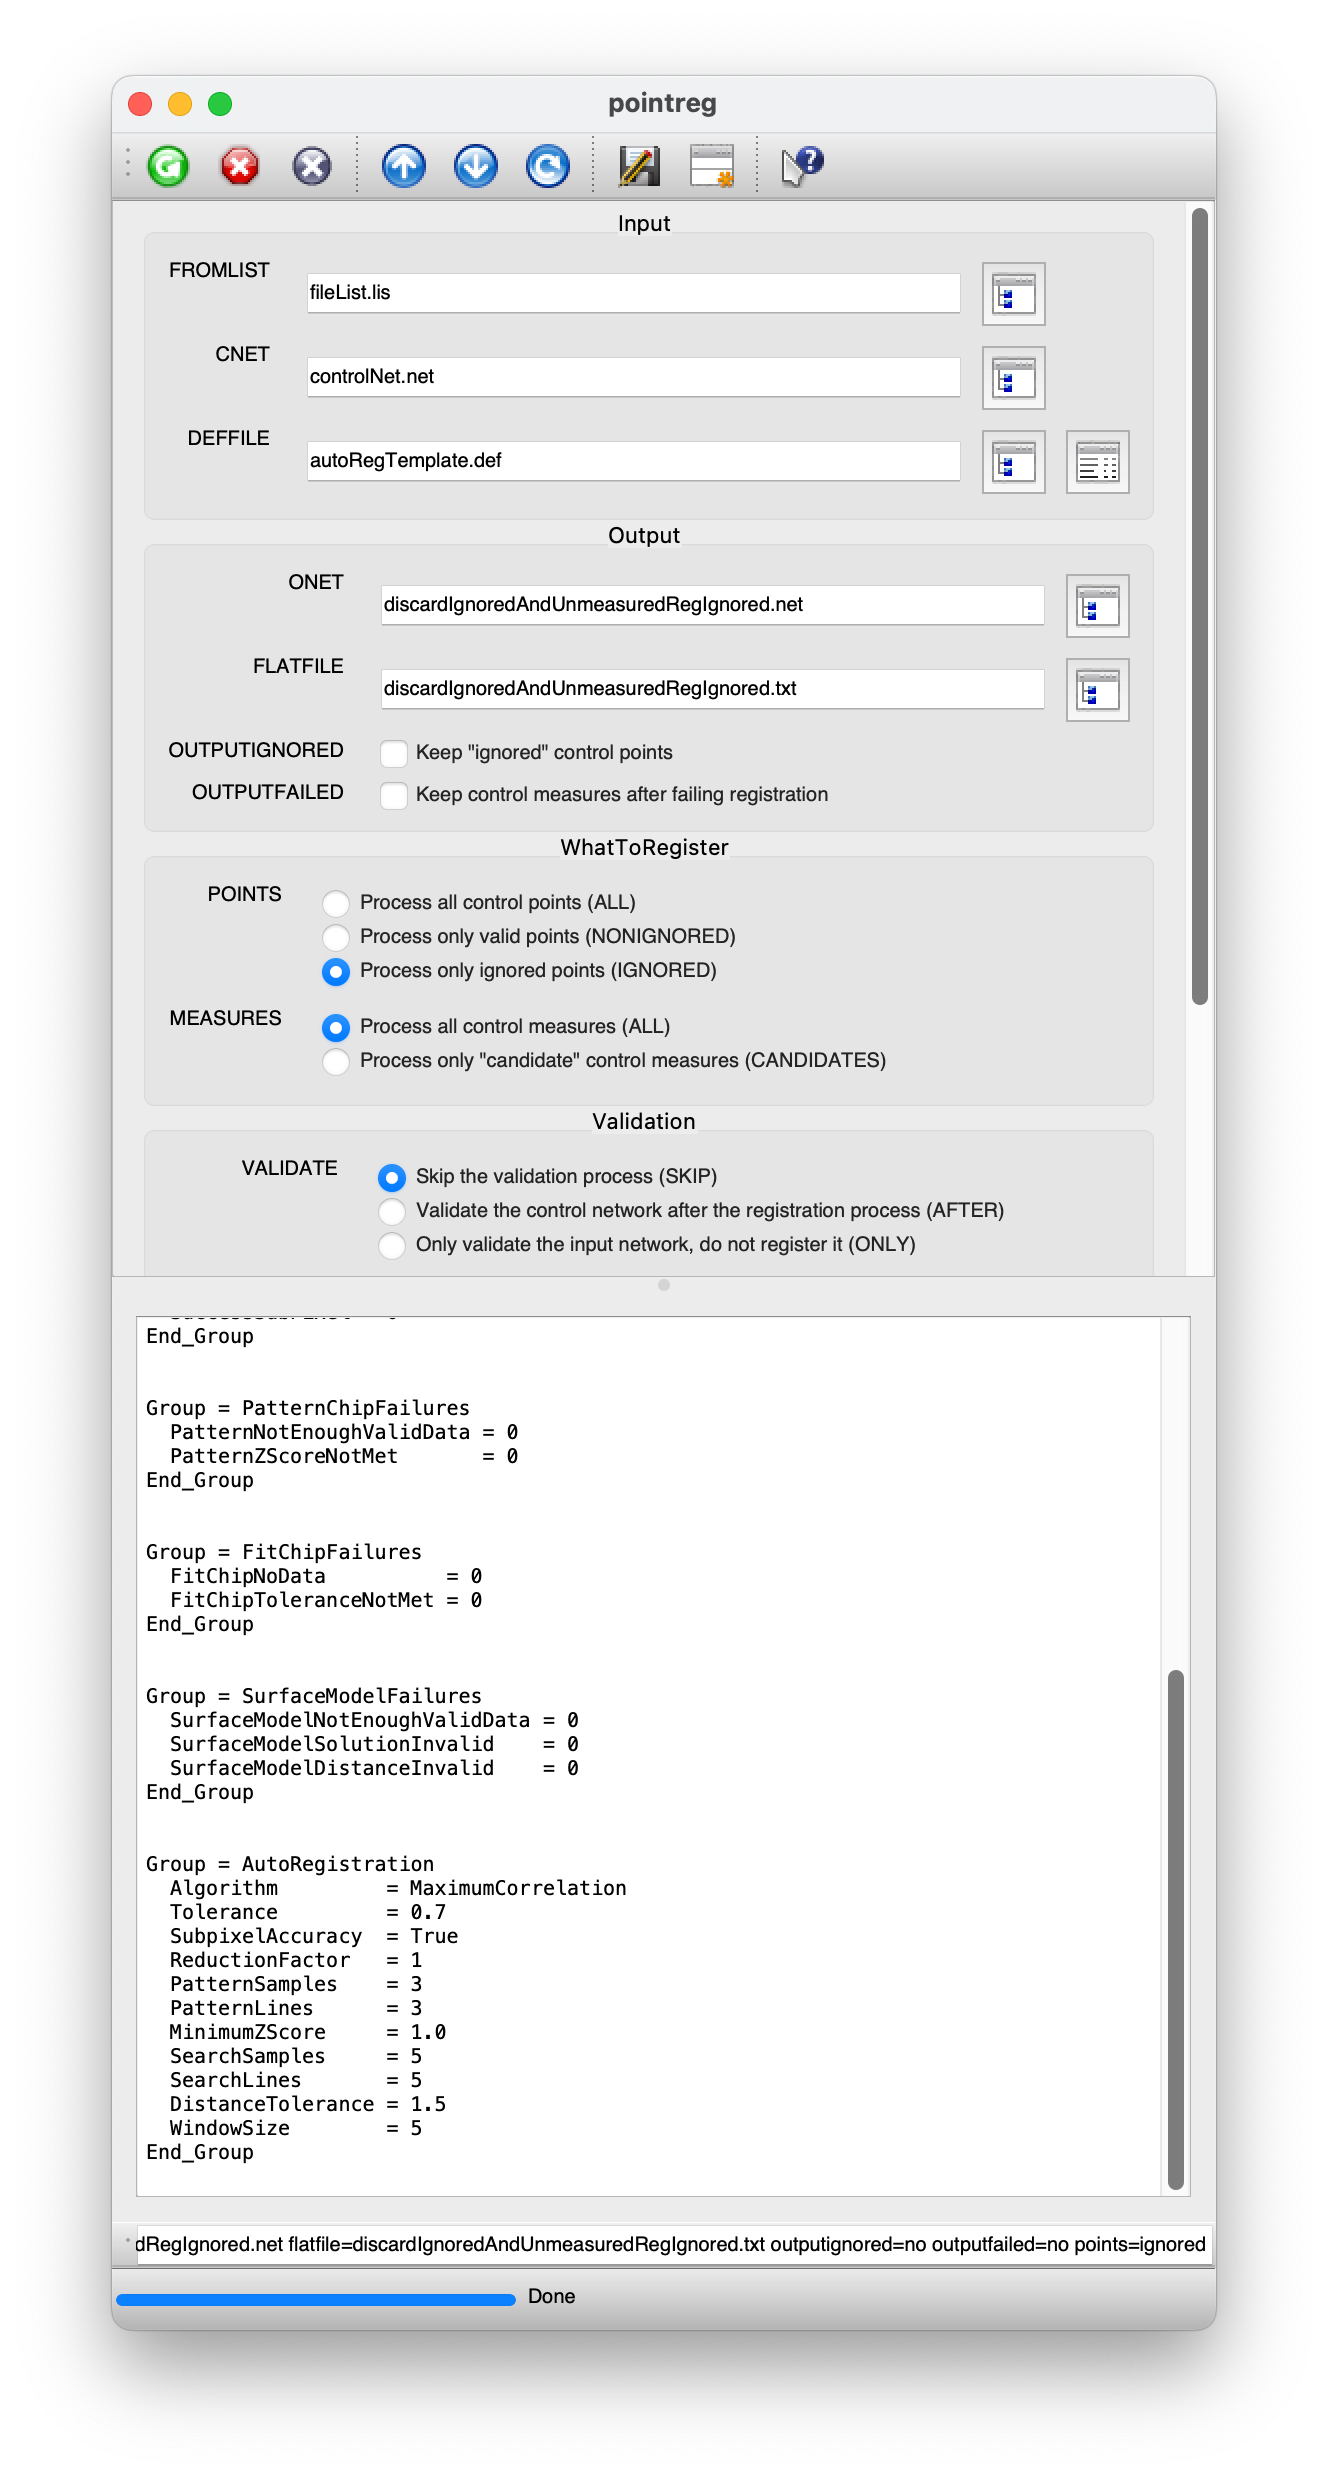 pointreg
Input
FROMLIST
fileList.lis
CNET
controlNet.net
DEFFILE
autoRegTemplate.def
Output
ONET
discardIgnoredAndUnmeasuredRegIgnored.net
FLATFILE
discardIgnoredAndUnmeasuredRegIgnored.txt
OUTPUTIGNORED Keep "ignored" control points
OUTPUTFAILED Keep control measures after failing registration
WhatToRegister
POINTS Process all control points (ALL)
Process only valid points (NONIGNORED)
Process only ignored points (IGNORED)
MEASURES Process all control measures (ALL)
Process only "candidate" control measures (CANDIDATES)
Validation
VALIDATE Skip the validation process (SKIP)
Validate the control network after the registration process (AFTER)
Only validate the input network, do not register it (ONLY)
End_Group
Group = PatternChipFailures
PatternNotEnoughValidData = 0
PatternZScoreNotMet = 0
End_Group
Group = FitChipFailures
FitChipNoData = 0
FitChipToleranceNotMet = 0
End_Group
Group = SurfaceModelFailures
SurfaceModelNotEnoughValidData = 0
SurfaceModelSolutionInvalid = 0
SurfaceModelDistanceInvalid = 0
End_Group
Group = AutoRegistration
Algorithm = MaximumCorrelation
Tolerance = 0.7
SubpixelAccuracy = True
ReductionFactor = 1
PatternSamples = 3
PatternLines = 3
MinimumZScore = 1.0
SearchSamples = 5
SearchLines = 5
DistanceTolerance = 1.5
WindowSize = 5
End_Group
dRegIgnored.net flatfile=discardIgnoredAndUnmeasuredRegIgnored.txt outputignored=no outputfailed=no points=ignored
Done